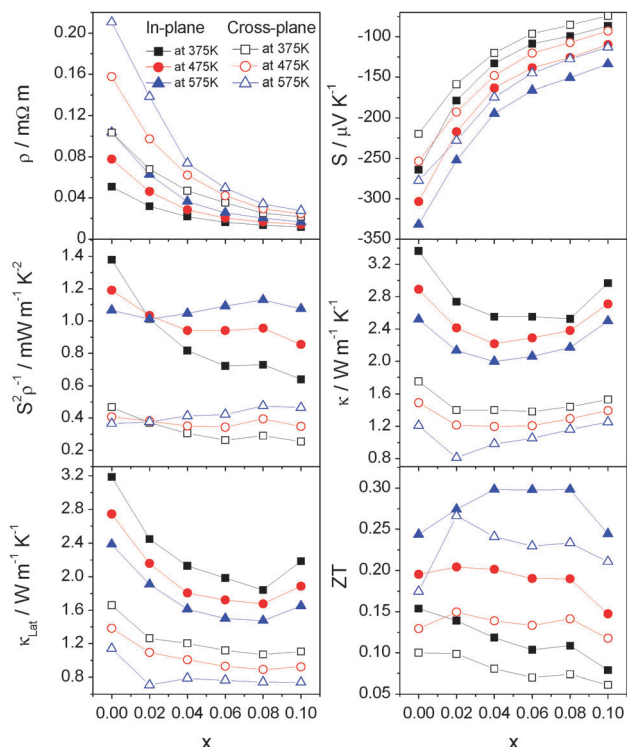 In-plane Cross-plane
at 375K at 375K
at 475K at 475K
at 575K at 575K
ρ / mΩ m
0.20
0.16
0.12
0.08
0.04
S / μV K⁻¹
-100
-150
-200
-250
-300
-350
S²ρ⁻¹ / mW m⁻¹ K⁻²
1.4
1.2
1.0
0.8
0.6
0.4
0.2
κ / W m⁻¹ K⁻¹
3.6
3.2
2.8
2.4
2.0
1.6
1.2
0.8
κLat / W m⁻¹ K⁻¹
3.2
2.8
2.4
2.0
1.6
1.2
0.8
0.00 0.02 0.04 0.06 0.08 0.10
x
ZT
0.30
0.25
0.20
0.15
0.10
0.05
0.00 0.02 0.04 0.06 0.08 0.10
x